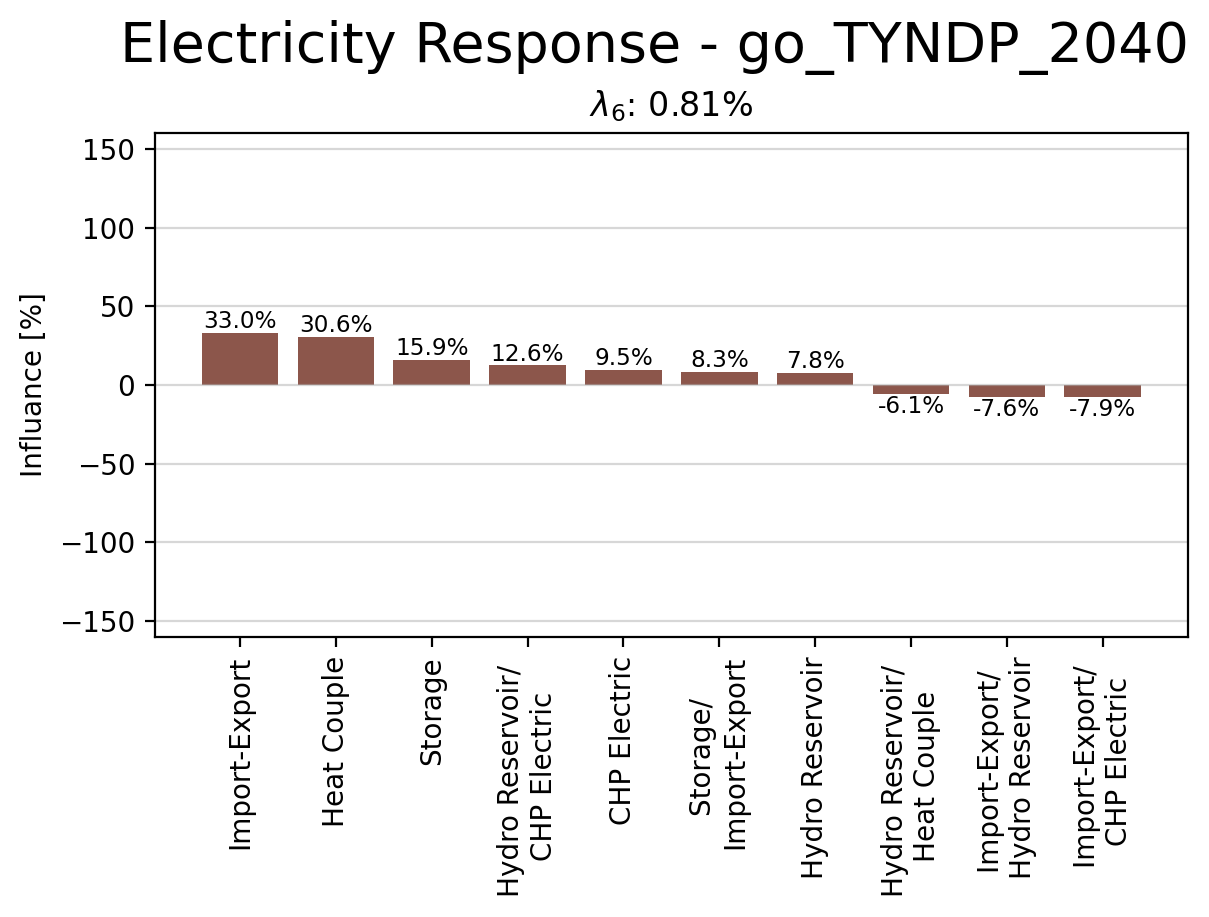 Electricity Response - go_TYNDP_2040
λ6: 0.81%
Influance [%]
150
100
50
0
−50
−100
−150
33.0%
30.6%
15.9%
12.6%
9.5%
8.3%
7.8%
-6.1%
-7.6%
-7.9%
Import-Export
Heat Couple
Storage
Hydro Reservoir/
CHP Electric
CHP Electric
Storage/
Import-Export
Hydro Reservoir
Hydro Reservoir/
Heat Couple
Import-Export/
Hydro Reservoir
Import-Export/
CHP Electric